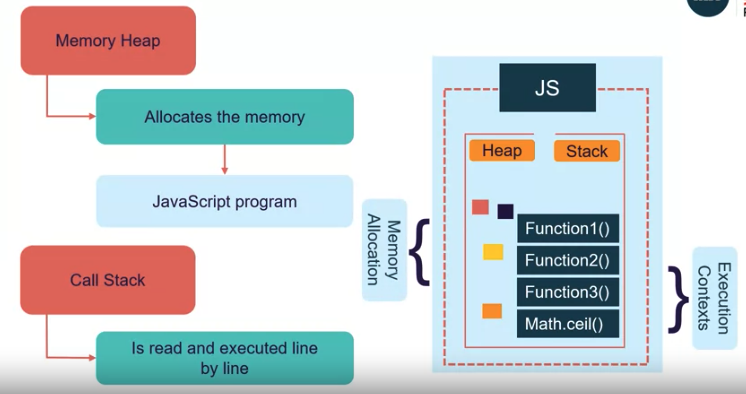 Memory Heap
Allocates the memory
JavaScript program
Call Stack
Is read and executed line
by line
JS
Heap
Stack
Memory
Allocation
Function1()
Function2()
Function3()
Math.ceil()
Execution
Contexts